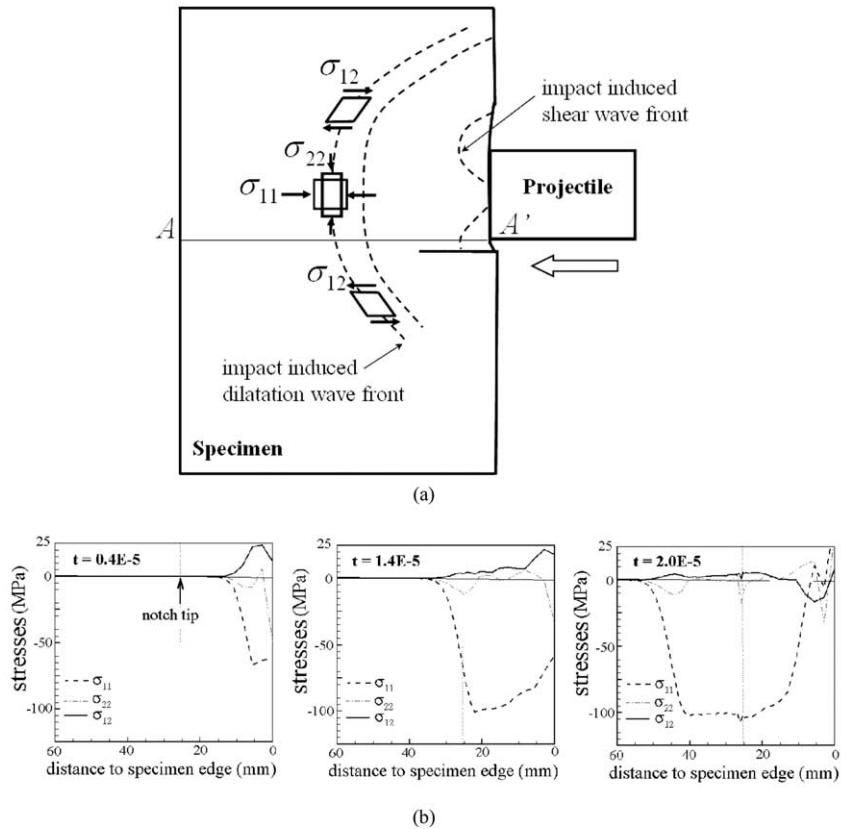 σ12
impact induced
shear wave front
σ22
σ11
Projectile
A
A'
σ12
impact induced
dilatation wave front
Specimen
(a)
25
0
-50
-100
stresses (MPa)
t = 0.4E-5
notch tip
σ11
σ22
σ12
60
40
20
0
distance to specimen edge (mm)
25
0
-50
-100
stresses (MPa)
t = 1.4E-5
σ11
σ22
σ12
60
40
20
0
distance to specimen edge (mm)
25
0
-50
-100
stresses (MPa)
t = 2.0E-5
σ11
σ22
σ12
60
40
20
0
distance to specimen edge (mm)
(b)